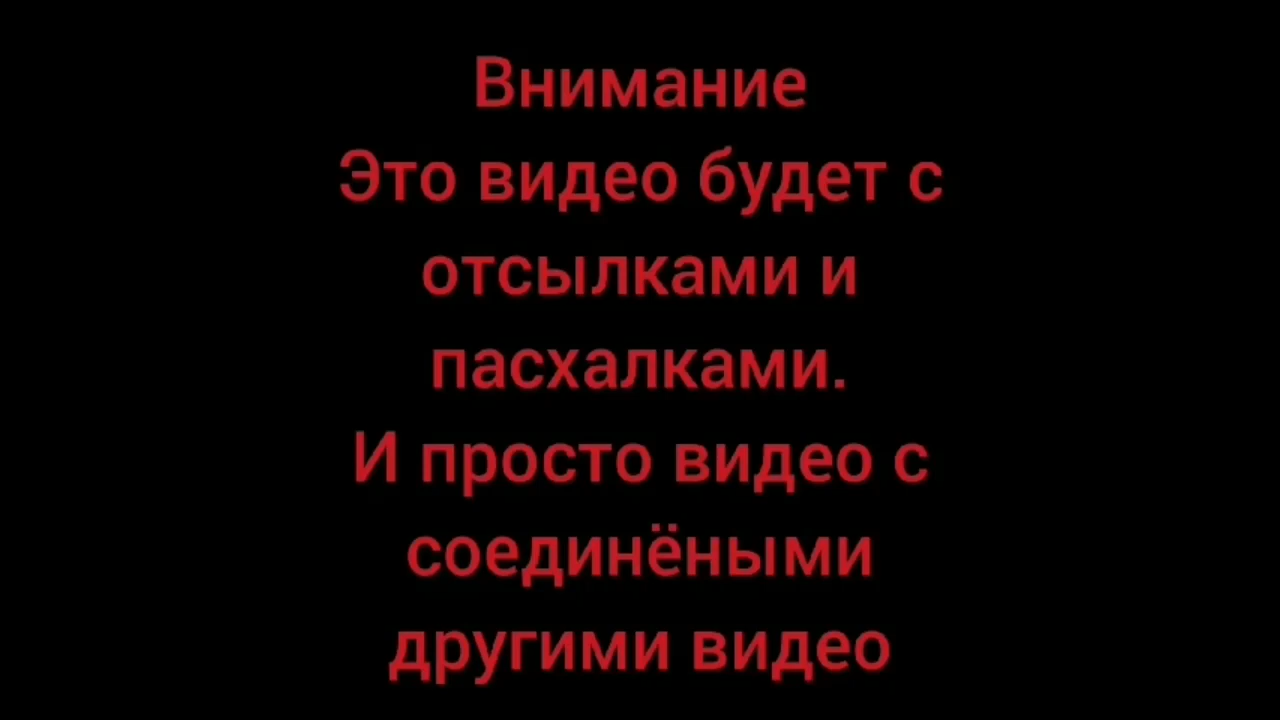 Внимание
Это видео будет с
отсылками и
пасхалками.
И просто видео с
соединёными
другими видео